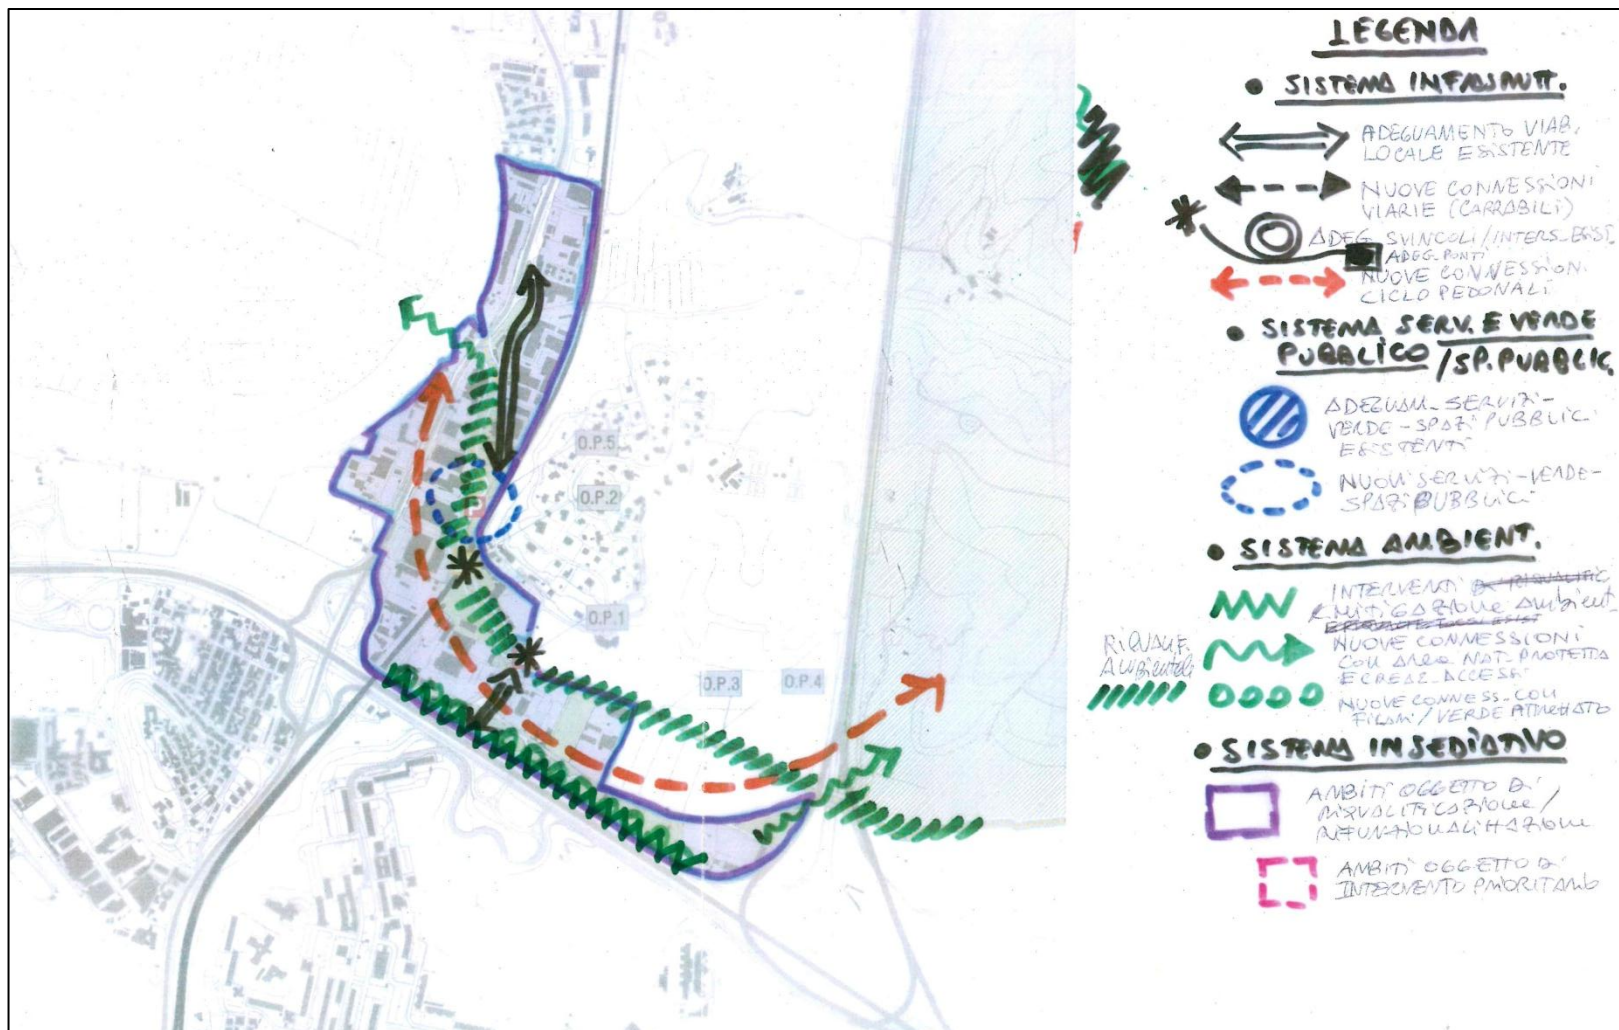 LEGENDA
• SISTEMA INFRASTRUTT.
ADEGUAMENTO VIAB.
LOCALE ESISTENTE
NUOVE CONNESSIONI
VIARIE (CARRABILI)
ADEG. SVINCOLI/INTERS. ESIST.
ADEG. PONTI
NUOVE CONNESSIONI
CICLO PEDONALI
• SISTEMA SERV. E VERDE
PUBBLICO /SP. PUBBLIC.
ADEGUAM. SERVIZI-
VERDE-SPAZI PUBBLICI
ESISTENTI
NUOVI SERVIZI-VERDE-
SPAZI PUBBLICI
• SISTEMA AMBIENT.
INTERVENTI
MITIGAZIONE AMBIENT.
NUOVE CONNESSIONI
CON AREA NAT. PROTETTA
ACCESSI
RIQUALIF.
AMBIENTALI
NUOVE CONNESS. CON
FILARI/VERDE ATTREZZATO
• SISTEMA INSEDIATIVO
AMBITI OGGETTO DI
RIQUALIFICAZIONE/
RIFUNZIONALIZZAZIONE
AMBITI OGGETTO DI
INTERVENTO PRIORITARIO
O.P.5
O.P.2
O.P.1
O.P.3
O.P.4